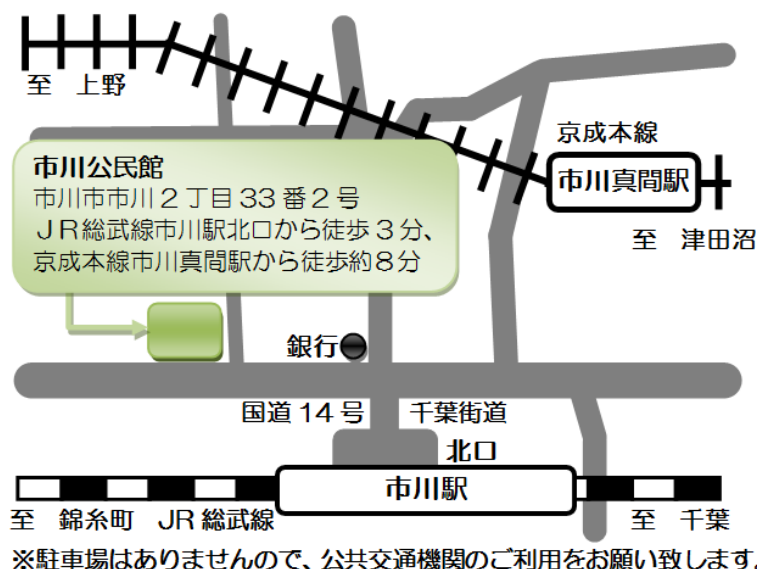 至 上野
京成本線
市川真間駅
至 津田沼
市川公民館
市川市市川2丁目33番2号
JR総武線市川駅北口から徒歩3分、
京成本線市川真間駅から徒歩約8分
銀行
国道14号 千葉街道
北口
市川駅
至 錦糸町 JR総武線
至 千葉
※駐車場はありませんので、公共交通機関のご利用をお願い致します。